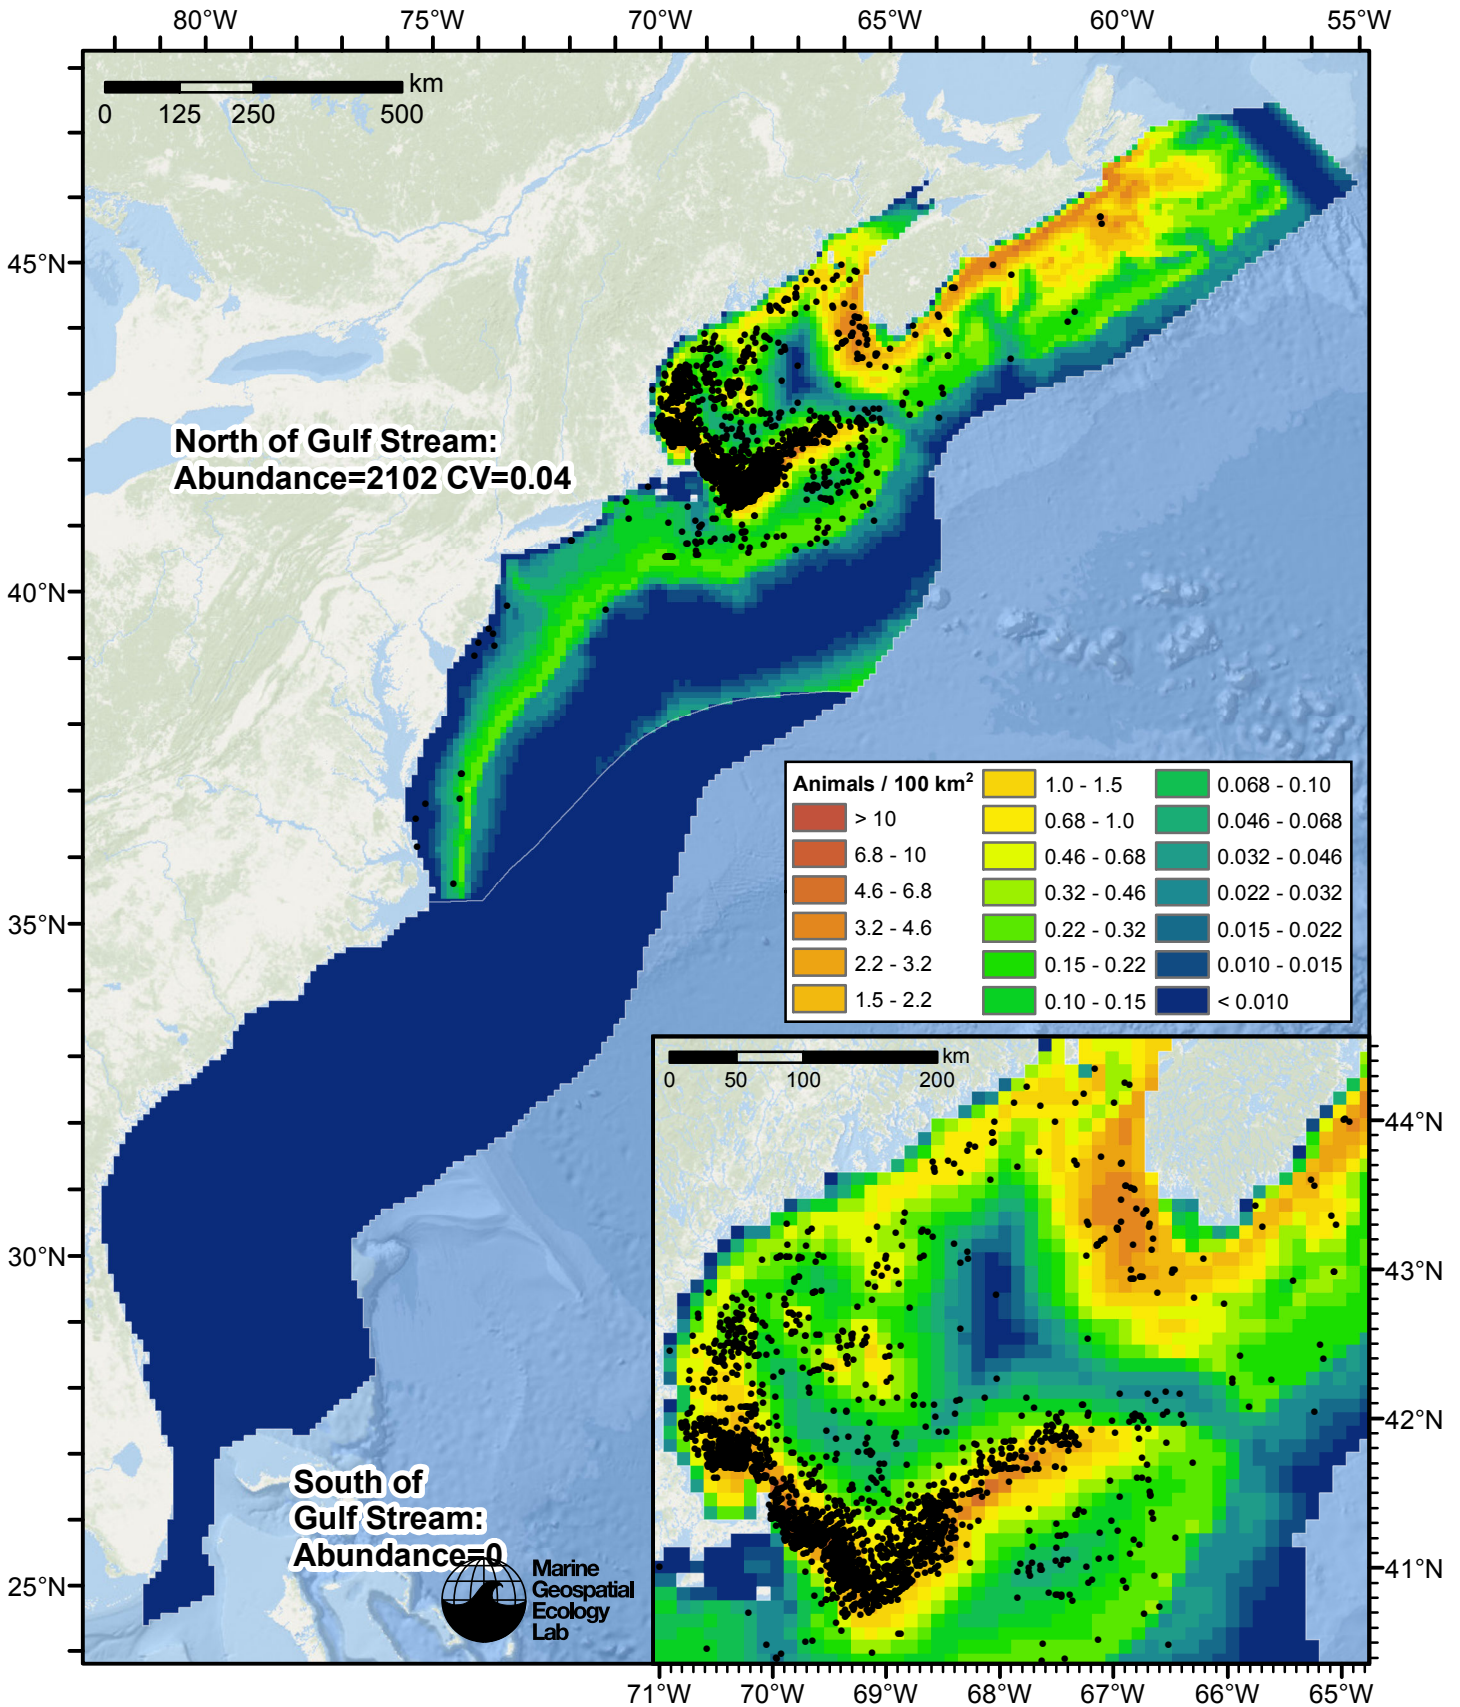 80°W 75°W 70°W 65°W 60°W 55°W
km
0 125 250 500
45°N
North of Gulf Stream:
Abundance=2102 CV=0.04
40°N
35°N
30°N
25°N
Animals / 100 km²
> 10
6.8 - 10
4.6 - 6.8
3.2 - 4.6
2.2 - 3.2
1.5 - 2.2
1.0 - 1.5
0.68 - 1.0
0.46 - 0.68
0.32 - 0.46
0.22 - 0.32
0.15 - 0.22
0.10 - 0.15
0.068 - 0.10
0.046 - 0.068
0.032 - 0.046
0.022 - 0.032
0.015 - 0.022
0.010 - 0.015
< 0.010
South of
Gulf Stream:
Abundance=0
Marine
Geospatial
Ecology
Lab
km
0 50 100 200
44°N
43°N
42°N
41°N
71°W 70°W 69°W 68°W 67°W 66°W 65°W